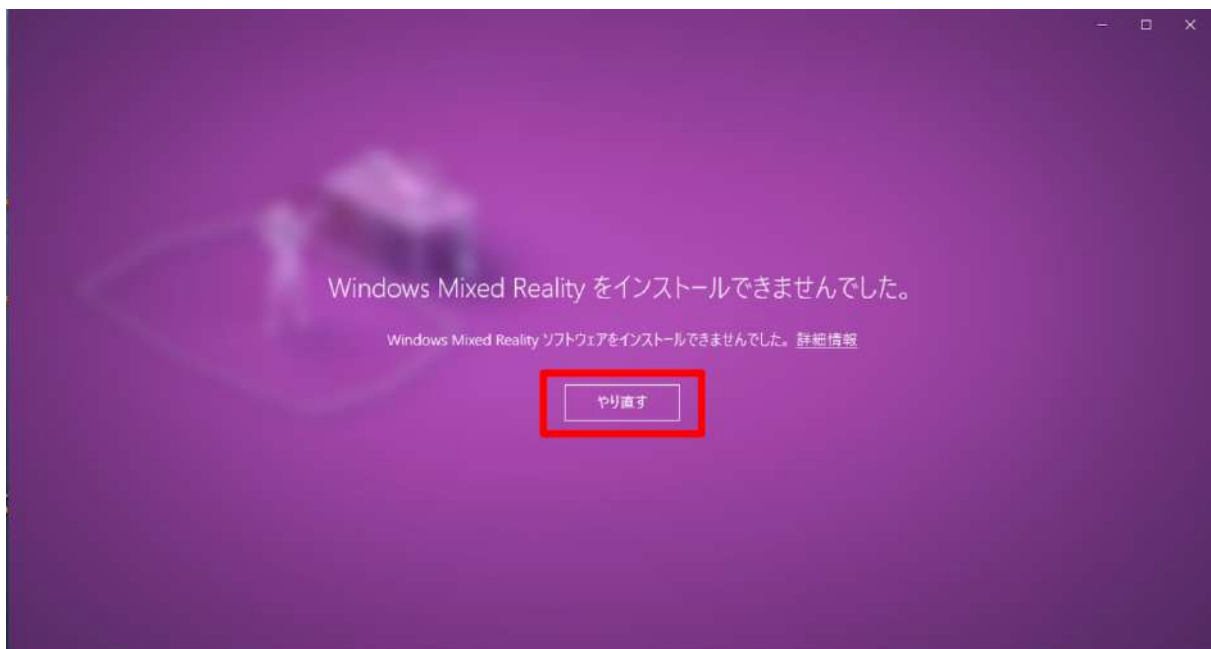 Windows Mixed Reality をインストールできませんでした。
Windows Mixed Reality ソフトウェアをインストールできませんでした。 詳細情報
やり直す